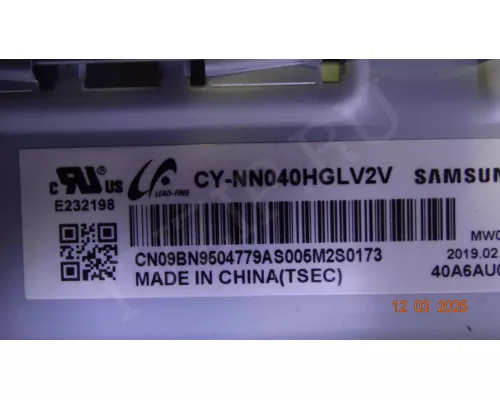 CY-NN040HGLV2V SAMSUN
c UR US
LEAD-FREE
E232198
MW0
CN09BN9504779AS005M2S0173
2019.02.
MADE IN CHINA(TSEC)
40A6AU0
12 03 2025